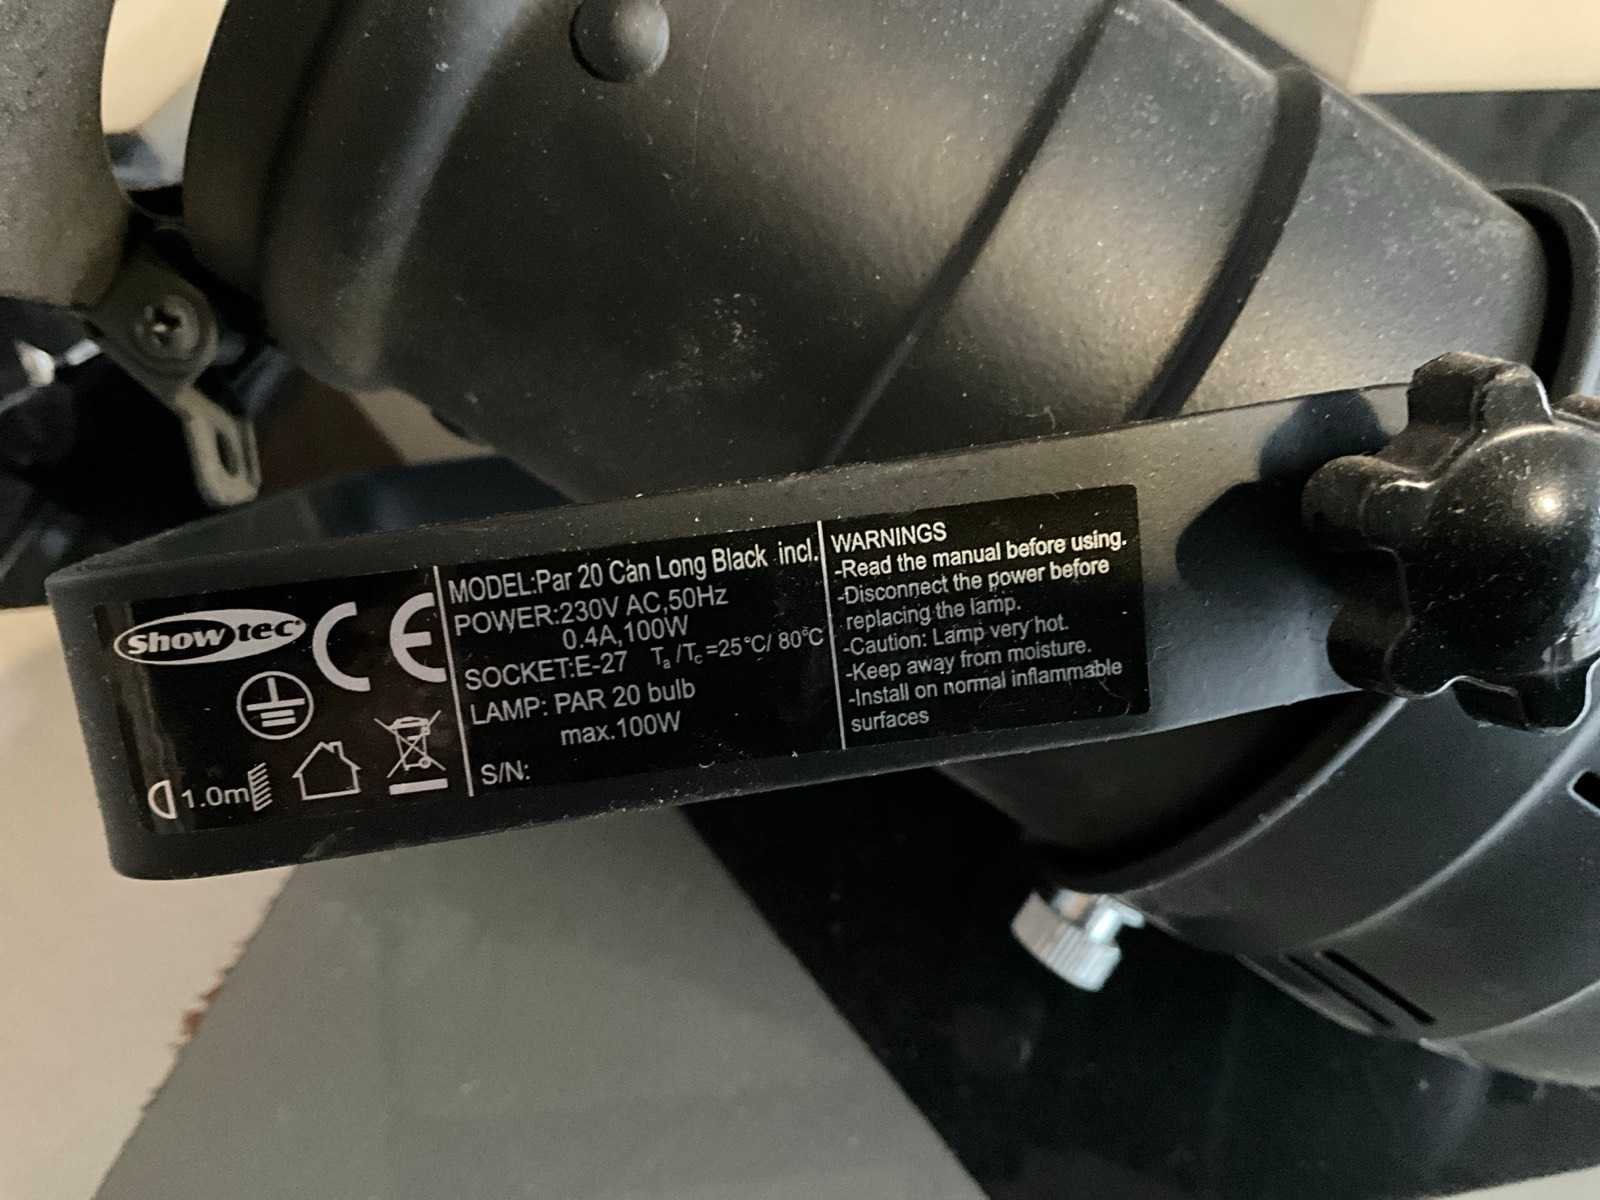 showtec
CE
1.0m
MODEL:Par 20 Can Long Black incl.
POWER:230V AC,50Hz
0.4A,100W
SOCKET:E-27 Ta/Tc=25°C/ 80°C
LAMP: PAR 20 bulb
max.100W
S/N:
WARNINGS
-Read the manual before using.
-Disconnect the power before
replacing the lamp.
-Caution: Lamp very hot.
-Keep away from moisture.
-Install on normal inflammable
surfaces